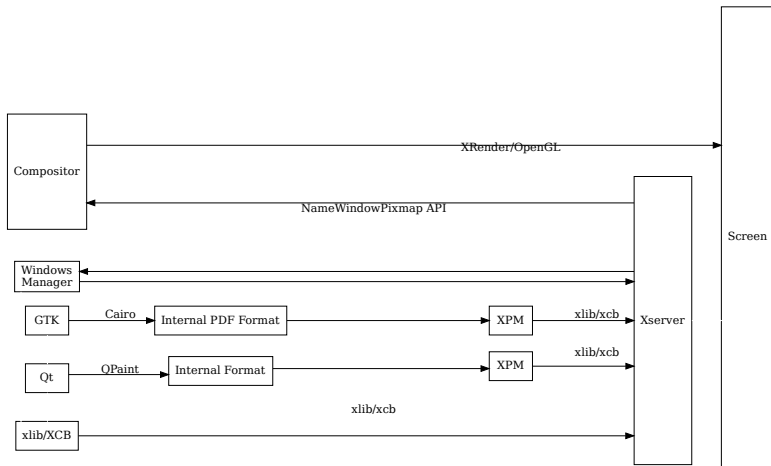 XRender/OpenGL
Compositor
NameWindowPixmap API
Screen
Windows
Manager
GTK
Cairo
Internal PDF Format
XPM
xlib/xcb
Xserver
Qt
QPaint
Internal Format
XPM
xlib/xcb
xlib/xcb
xlib/XCB